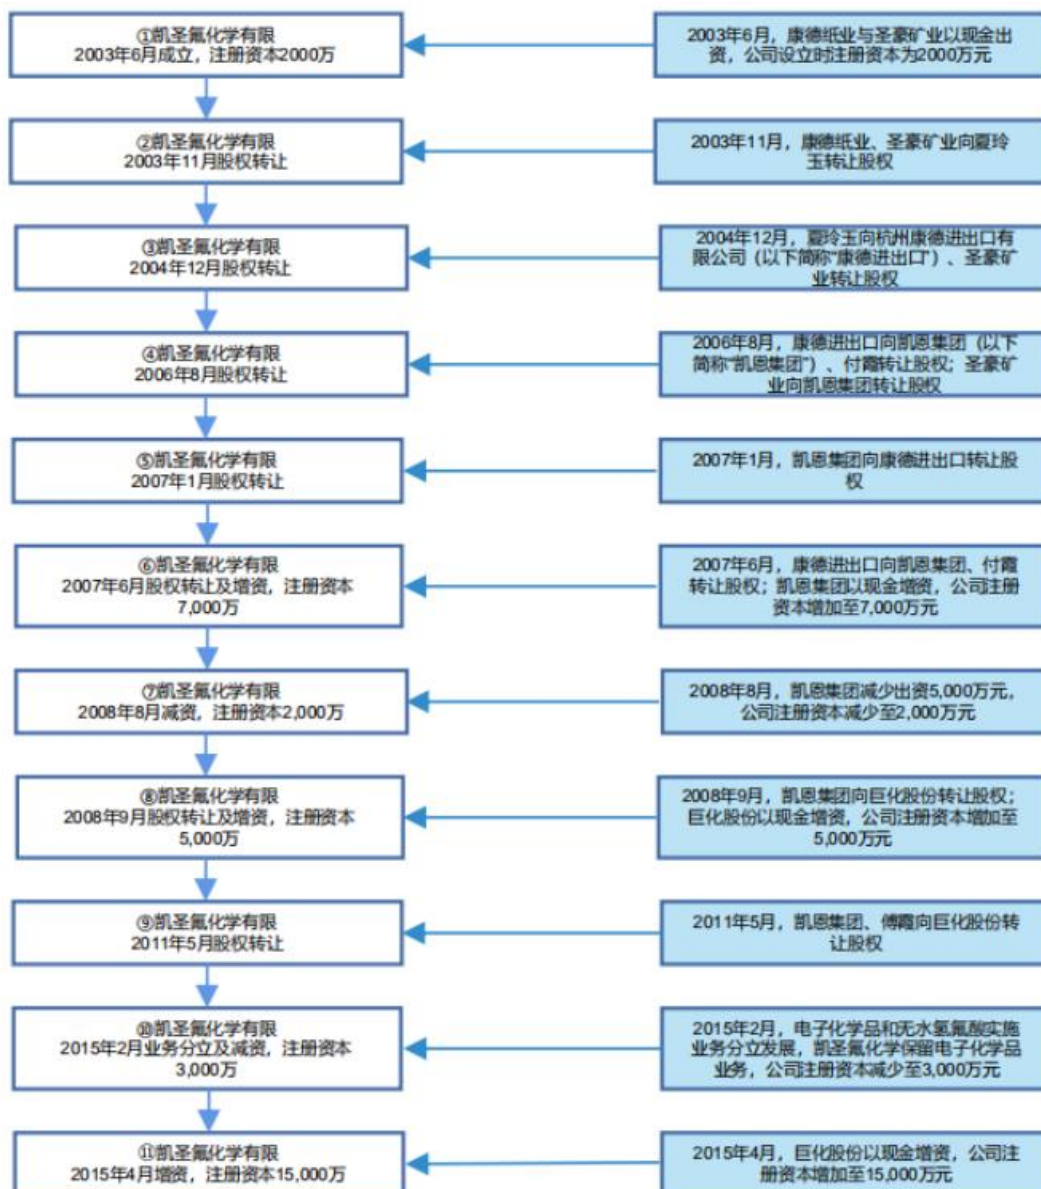 ①凯圣氟化学有限
2003年6月成立，注册资本2000万
2003年6月，康德纸业与圣豪矿业以现金出
资，公司设立时注册资本为2000万元
②凯圣氟化学有限
2003年11月股权转让
2003年11月，康德纸业、圣豪矿业向夏玲
玉转让股权
③凯圣氟化学有限
2004年12月股权转让
2004年12月，夏玲玉向杭州康德进出口有
限公司（以下简称“康德进出口”）、圣豪矿
业转让股权
④凯圣氟化学有限
2006年8月股权转让
2006年8月，康德进出口向凯恩集团（以下
简称“凯恩集团”）、付霞转让股权；圣豪矿
业向凯恩集团转让股权
⑤凯圣氟化学有限
2007年1月股权转让
2007年1月，凯恩集团向康德进出口转让股
权
⑥凯圣氟化学有限
2007年6月股权转让及增资，注册资本
7,000万
2007年6月，康德进出口向凯恩集团、付霞
转让股权；凯恩集团以现金增资，公司注册
资本增加至7,000万元
⑦凯圣氟化学有限
2008年8月减资，注册资本2,000万
2008年8月，凯恩集团减少出资5,000万元，
公司注册资本减少至2,000万元
⑧凯圣氟化学有限
2008年9月股权转让及增资，注册资本
5,000万
2008年9月，凯恩集团向巨化股份转让股权；
巨化股份以现金增资，公司注册资本增加至
5,000万元
⑨凯圣氟化学有限
2011年5月股权转让
2011年5月，凯恩集团、傅霞向巨化股份转
让股权
⑩凯圣氟化学有限
2015年2月业务分立及减资，注册资本
3,000万
2015年2月，电子化学品和无水氢氟酸实施
业务分立发展，凯圣氟化学保留电子化学品
业务，公司注册资本减少至3,000万元
⑪凯圣氟化学有限
2015年4月增资，注册资本15,000万
2015年4月，巨化股份以现金增资，公司注
册资本增加至15,000万元